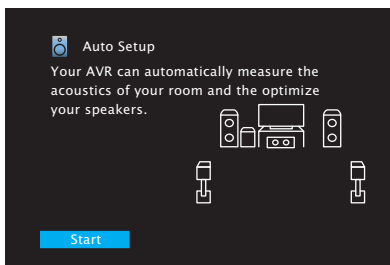 Auto Setup
Your AVR can automatically measure the
acoustics of your room and the optimize
your speakers.
Start